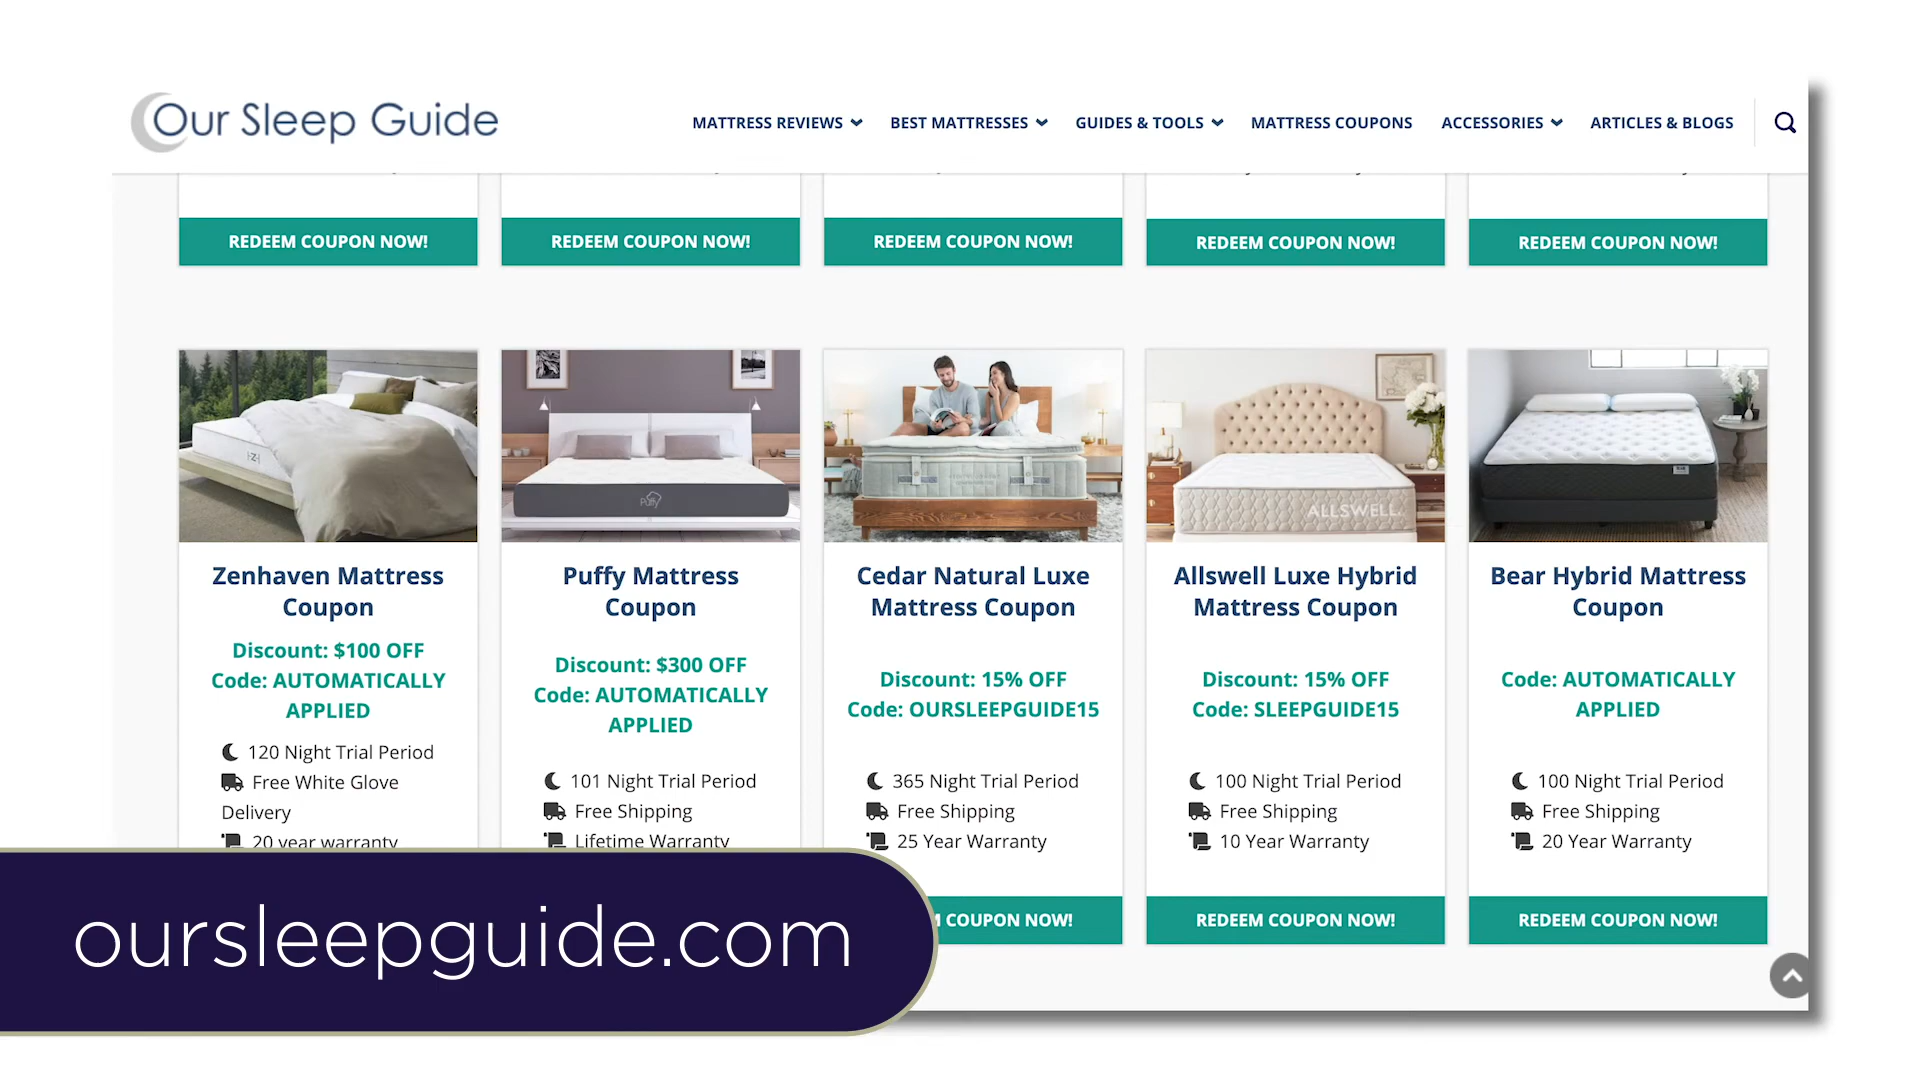 Our Sleep Guide
MATTRESS REVIEWS
BEST MATTRESSES
GUIDES & TOOLS
MATTRESS COUPONS
ACCESSORIES
ARTICLES & BLOGS
REDEEM COUPON NOW!
REDEEM COUPON NOW!
REDEEM COUPON NOW!
REDEEM COUPON NOW!
REDEEM COUPON NOW!
Puffy
ALLSWELL
Zenhaven Mattress
Coupon
Discount: $100 OFF
Code: AUTOMATICALLY
APPLIED
120 Night Trial Period
Free White Glove
Delivery
20 year warranty
Puffy Mattress
Coupon
Discount: $300 OFF
Code: AUTOMATICALLY
APPLIED
101 Night Trial Period
Free Shipping
Lifetime Warranty
Cedar Natural Luxe
Mattress Coupon
Discount: 15% OFF
Code: OURSLEEPGUIDE15
365 Night Trial Period
Free Shipping
25 Year Warranty
COUPON NOW!
Allswell Luxe Hybrid
Mattress Coupon
Discount: 15% OFF
Code: SLEEPGUIDE15
100 Night Trial Period
Free Shipping
10 Year Warranty
REDEEM COUPON NOW!
Bear Hybrid Mattress
Coupon
Code: AUTOMATICALLY
APPLIED
100 Night Trial Period
Free Shipping
20 Year Warranty
REDEEM COUPON NOW!
oursleepguide.com